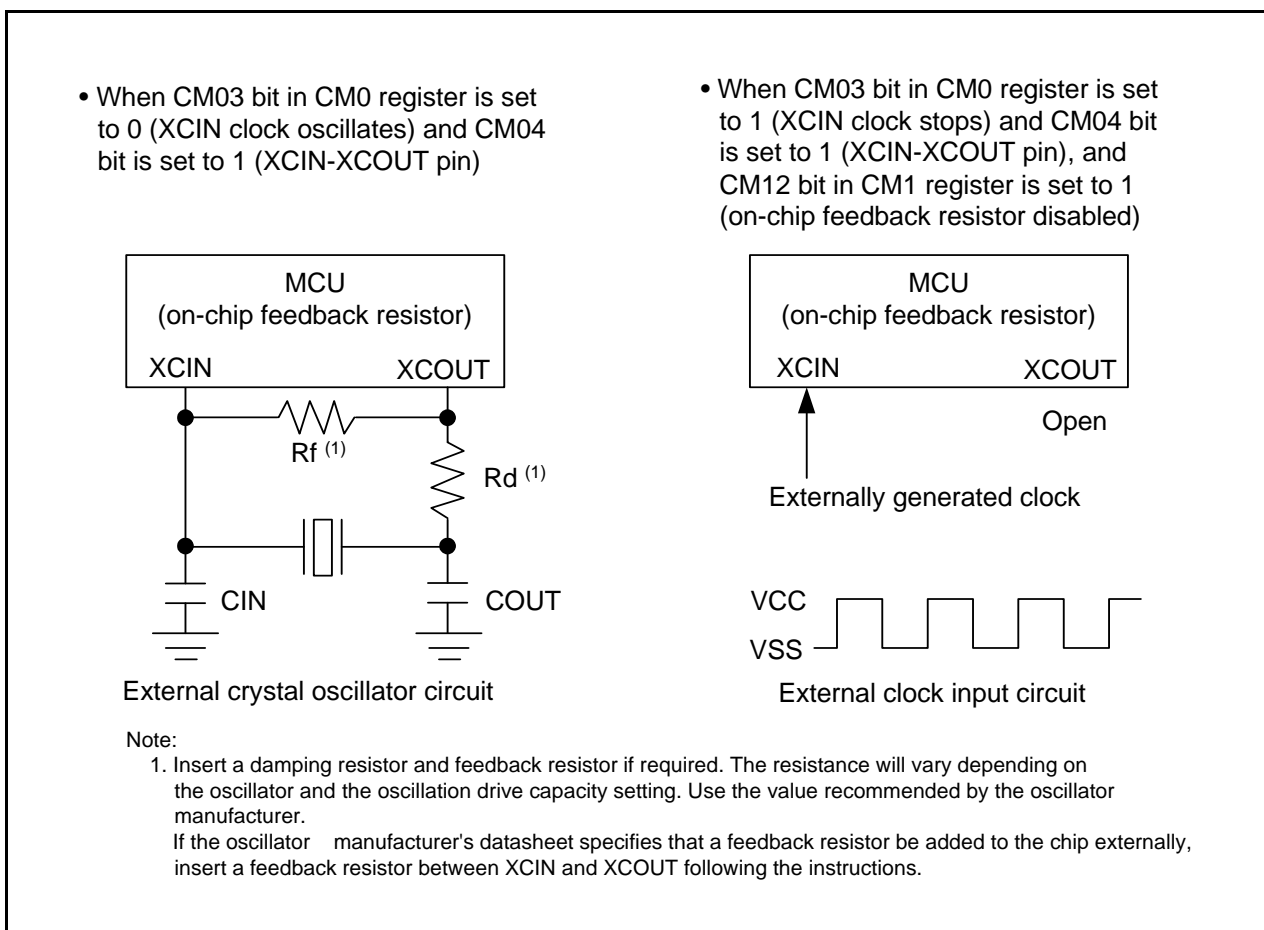 • When CM03 bit in CM0 register is set
to 0 (XCIN clock oscillates) and CM04
bit is set to 1 (XCIN-XCOUT pin)
MCU
(on-chip feedback resistor)
XCIN
XCOUT
Rf (1)
Rd (1)
CIN
COUT
External crystal oscillator circuit
• When CM03 bit in CM0 register is set
to 1 (XCIN clock stops) and CM04 bit
is set to 1 (XCIN-XCOUT pin), and
CM12 bit in CM1 register is set to 1
(on-chip feedback resistor disabled)
MCU
(on-chip feedback resistor)
XCIN
XCOUT
Open
Externally generated clock
VCC
VSS
External clock input circuit
Note:
1. Insert a damping resistor and feedback resistor if required. The resistance will vary depending on
the oscillator and the oscillation drive capacity setting. Use the value recommended by the oscillator
manufacturer.
If the oscillator manufacturer's datasheet specifies that a feedback resistor be added to the chip externally,
insert a feedback resistor between XCIN and XCOUT following the instructions.